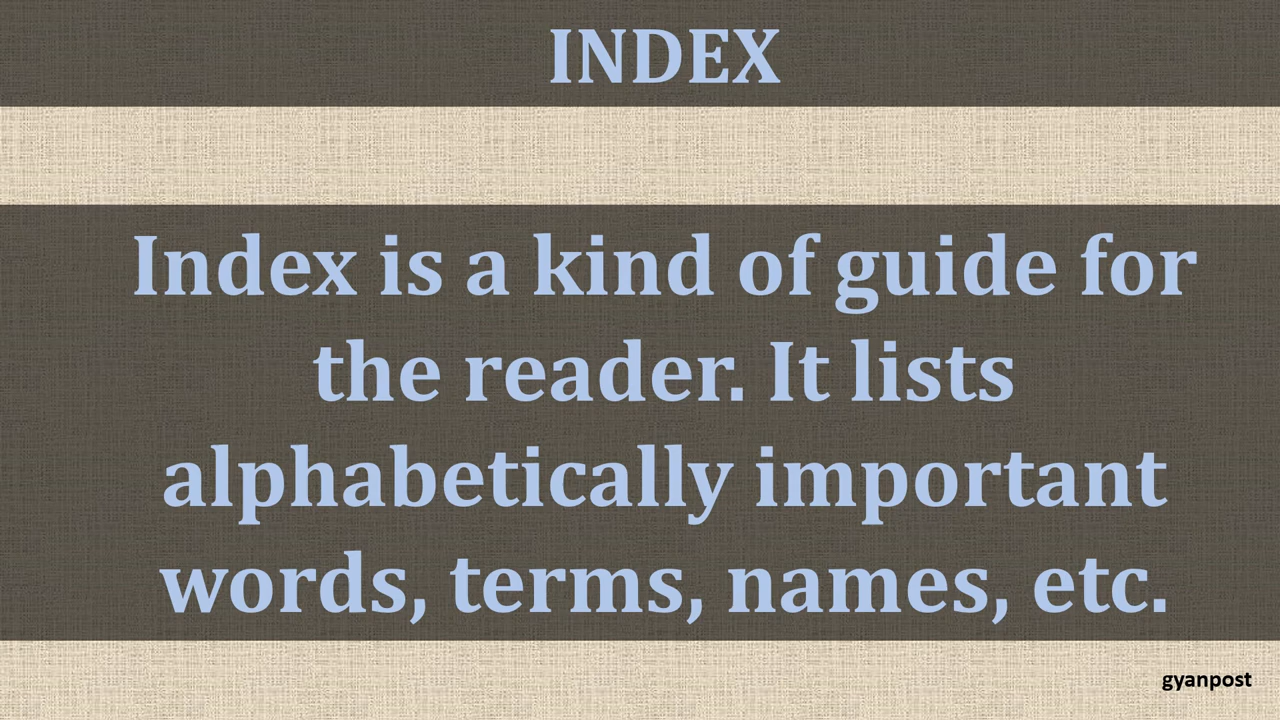 INDEX
Index is a kind of guide for
the reader. It lists
alphabetically important
words, terms, names, etc.
gyanpost